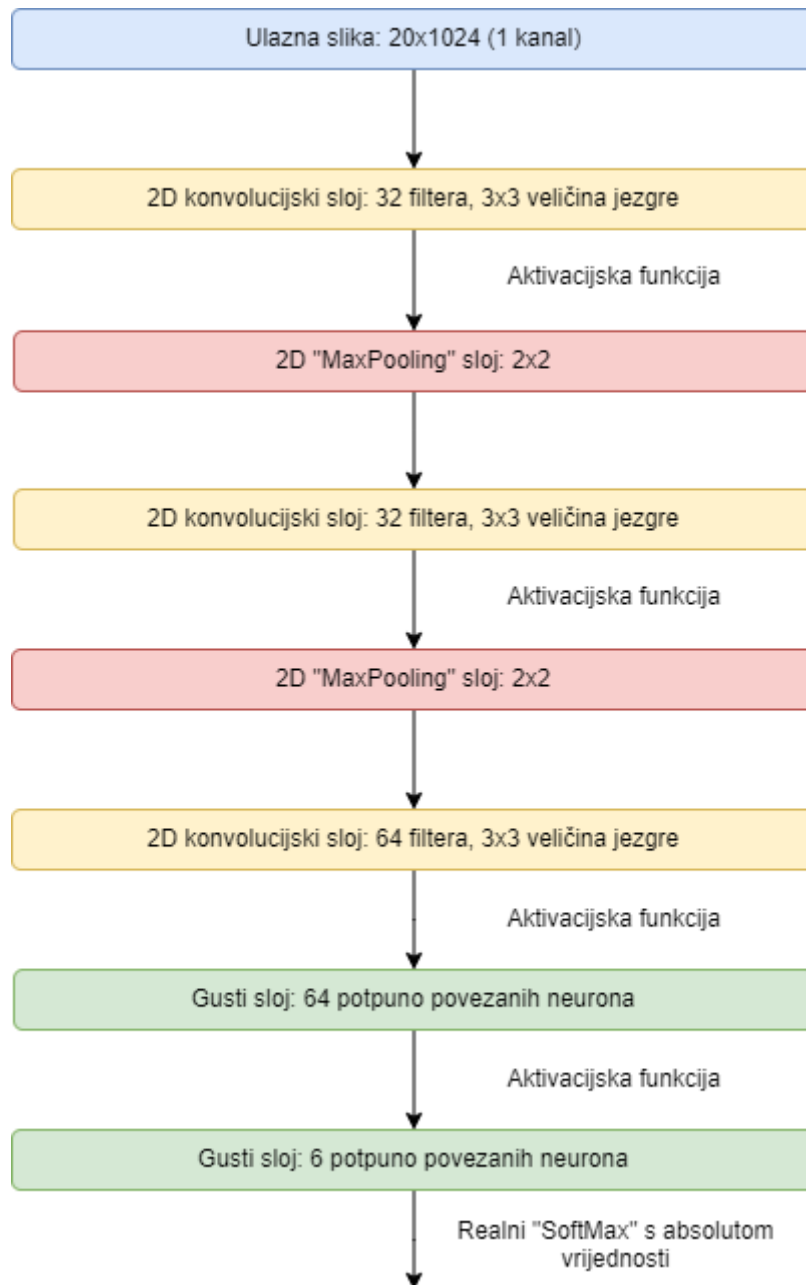 Ulazna slika: 20x1024 (1 kanal)
2D konvolucijski sloj: 32 filtera, 3x3 veličina jezgre
Aktivacijska funkcija
2D "MaxPooling" sloj: 2x2
2D konvolucijski sloj: 32 filtera, 3x3 veličina jezgre
Aktivacijska funkcija
2D "MaxPooling" sloj: 2x2
2D konvolucijski sloj: 64 filtera, 3x3 veličina jezgre
Aktivacijska funkcija
Gusti sloj: 64 potpuno povezanih neurona
Aktivacijska funkcija
Gusti sloj: 6 potpuno povezanih neurona
Realni "SoftMax" s absolutom
vrijednosti